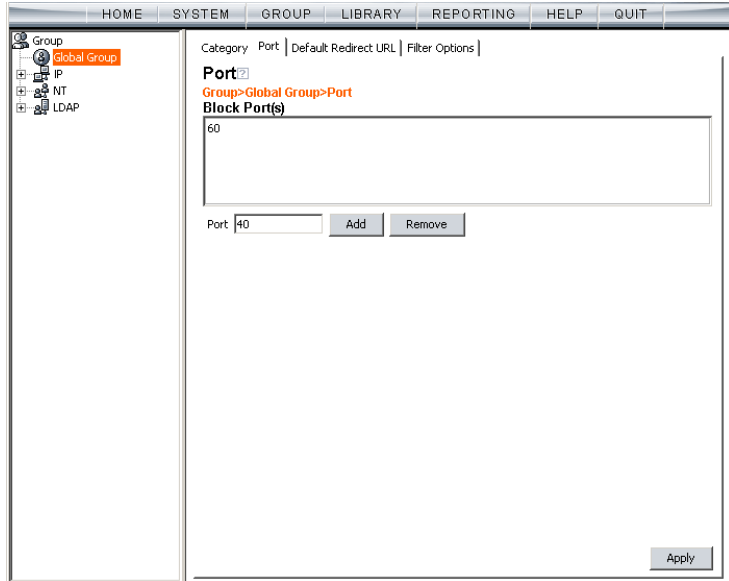 HOME SYSTEM GROUP LIBRARY REPORTING HELP QUIT
Group
Global Group
IP
NT
LDAP
Category Port Default Redirect URL Filter Options
Port ?
Group>Global Group>Port
Block Port(s)
60
Port 40 Add Remove
Apply